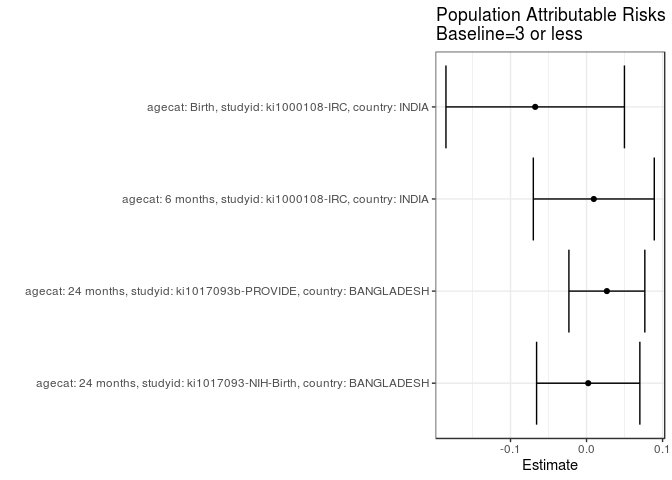 Population Attributable Risks
Baseline=3 or less
agecat: Birth, studyid: ki1000108-IRC, country: INDIA
agecat: 6 months, studyid: ki1000108-IRC, country: INDIA
agecat: 24 months, studyid: ki1017093b-PROVIDE, country: BANGLADESH
agecat: 24 months, studyid: ki1017093-NIH-Birth, country: BANGLADESH
-0.1 0.0 0.1
Estimate